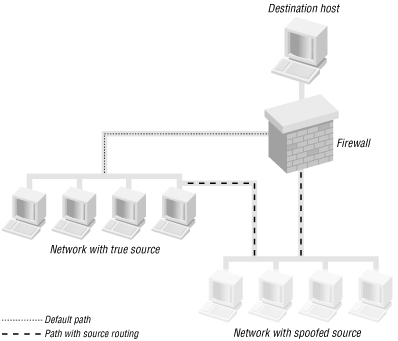 Destination host
Firewall
Network with true source
Default path
Path with source routing
Network with spoofed source